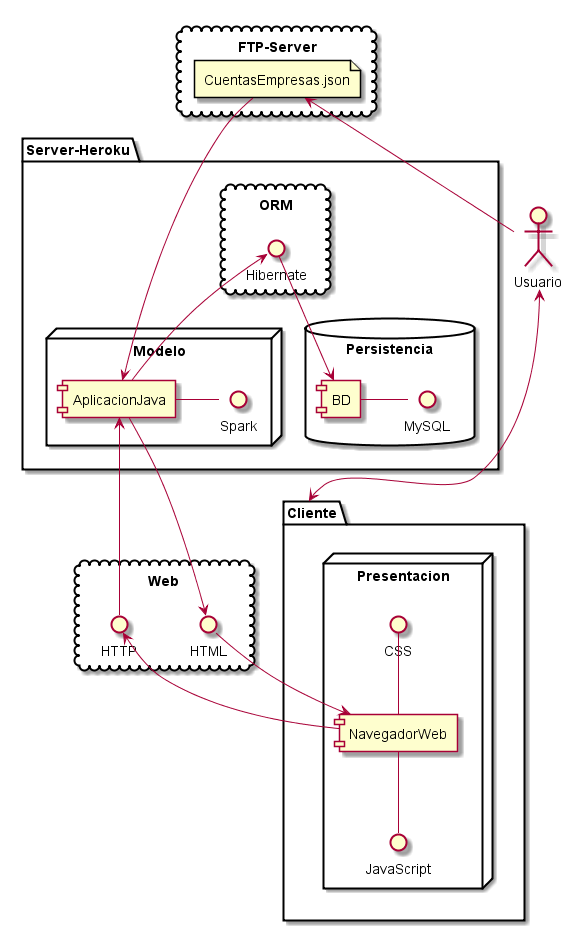 FTP-Server
CuentasEmpresas.json
Server-Heroku
ORM
Hibernate
Usuario
Modelo
AplicacionJava
Spark
Persistencia
BD
MySQL
Cliente
Web
HTTP
HTML
Presentacion
CSS
NavegadorWeb
JavaScript